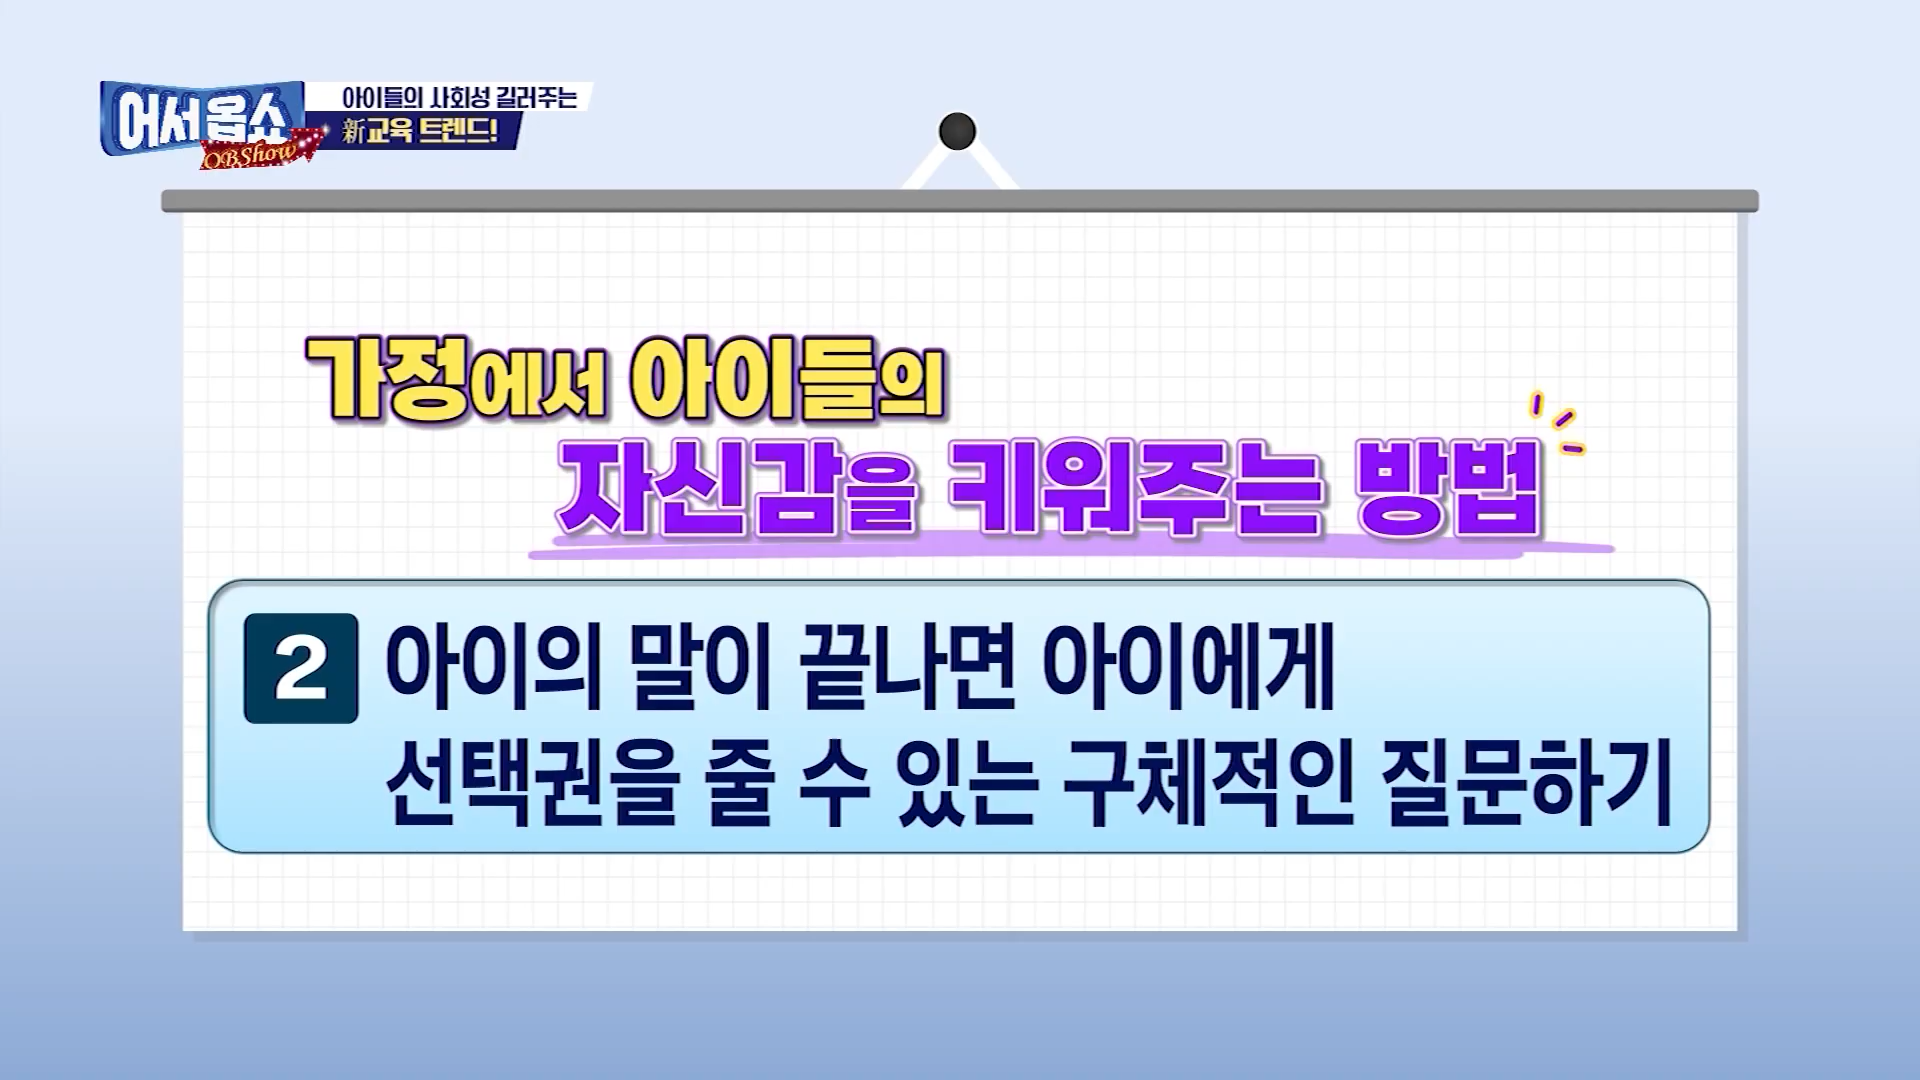 어서옵쇼
OBShow
아이들의 사회성 길러주는
新교육 트렌드!
가정에서 아이들의
자신감을 키워주는 방법
2 아이의 말이 끝나면 아이에게
선택권을 줄 수 있는 구체적인 질문하기